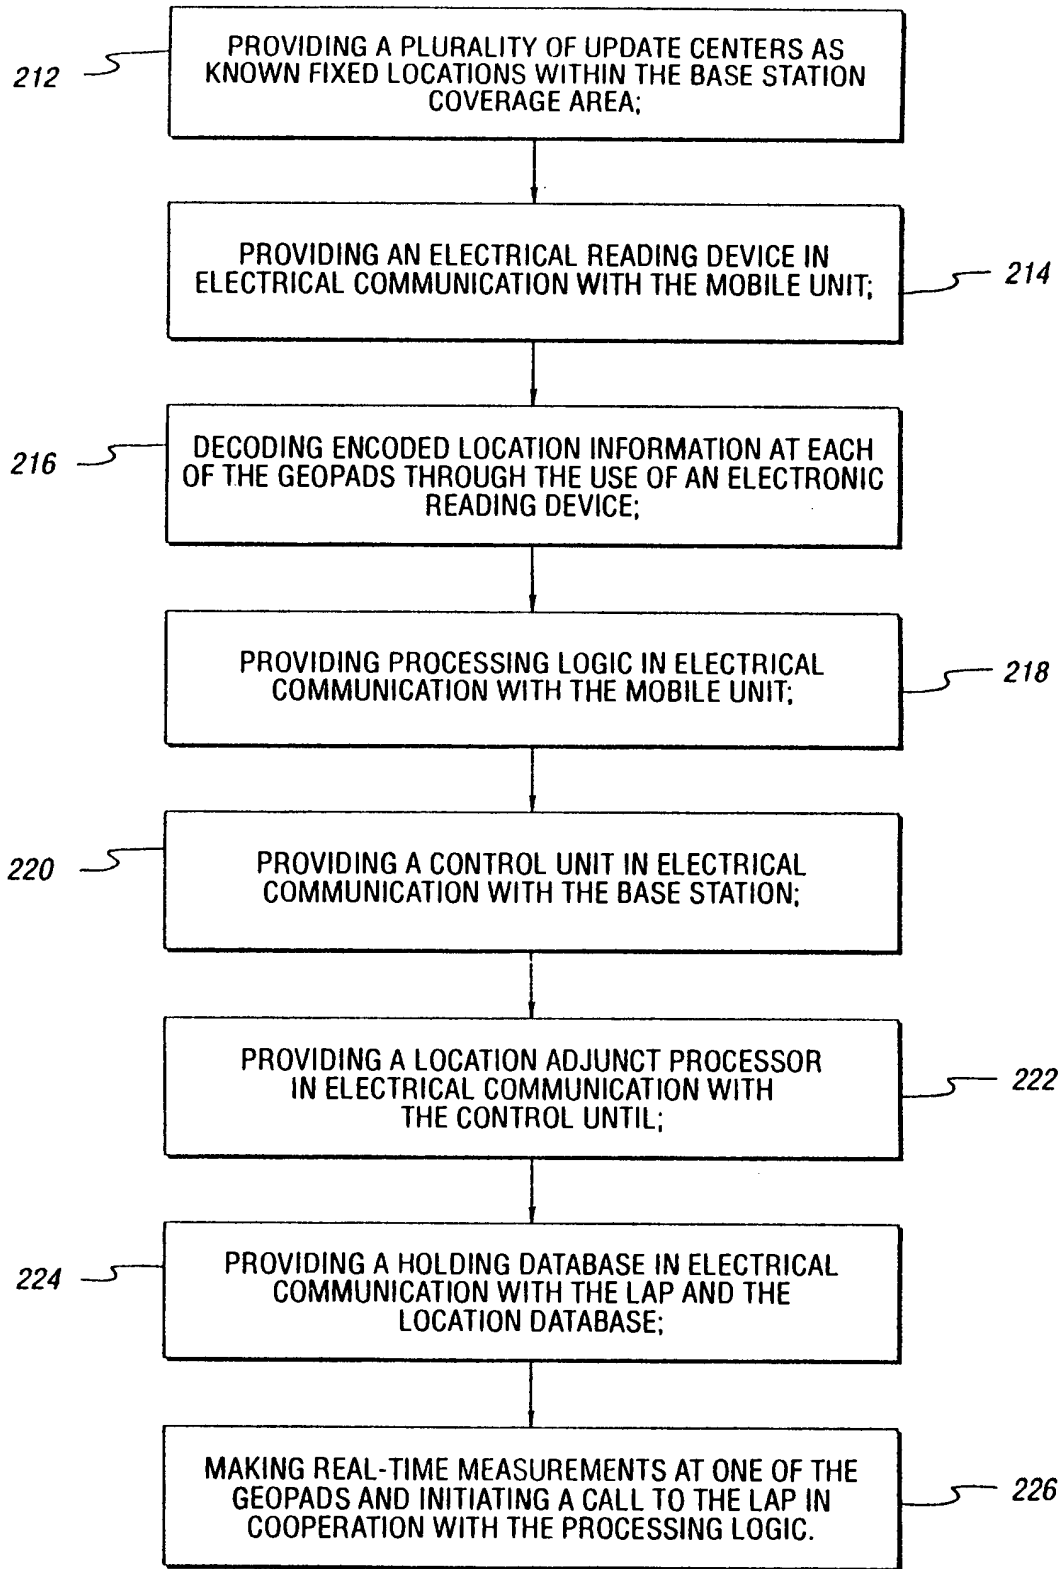 212
PROVIDING A PLURALITY OF UPDATE CENTERS AS
KNOWN FIXED LOCATIONS WITHIN THE BASE STATION
COVERAGE AREA;
PROVIDING AN ELECTRICAL READING DEVICE IN
ELECTRICAL COMMUNICATION WITH THE MOBILE UNIT;
214
216
DECODING ENCODED LOCATION INFORMATION AT EACH
OF THE GEOPADS THROUGH THE USE OF AN ELECTRONIC
READING DEVICE;
PROVIDING PROCESSING LOGIC IN ELECTRICAL
COMMUNICATION WITH THE MOBILE UNIT;
218
220
PROVIDING A CONTROL UNIT IN ELECTRICAL
COMMUNICATION WITH THE BASE STATION;
PROVIDING A LOCATION ADJUNCT PROCESSOR
IN ELECTRICAL COMMUNICATION WITH
THE CONTROL UNTIL;
222
224
PROVIDING A HOLDING DATABASE IN ELECTRICAL
COMMUNICATION WITH THE LAP AND THE
LOCATION DATABASE;
MAKING REAL-TIME MEASUREMENTS AT ONE OF THE
GEOPADS AND INITIATING A CALL TO THE LAP IN
COOPERATION WITH THE PROCESSING LOGIC.
226